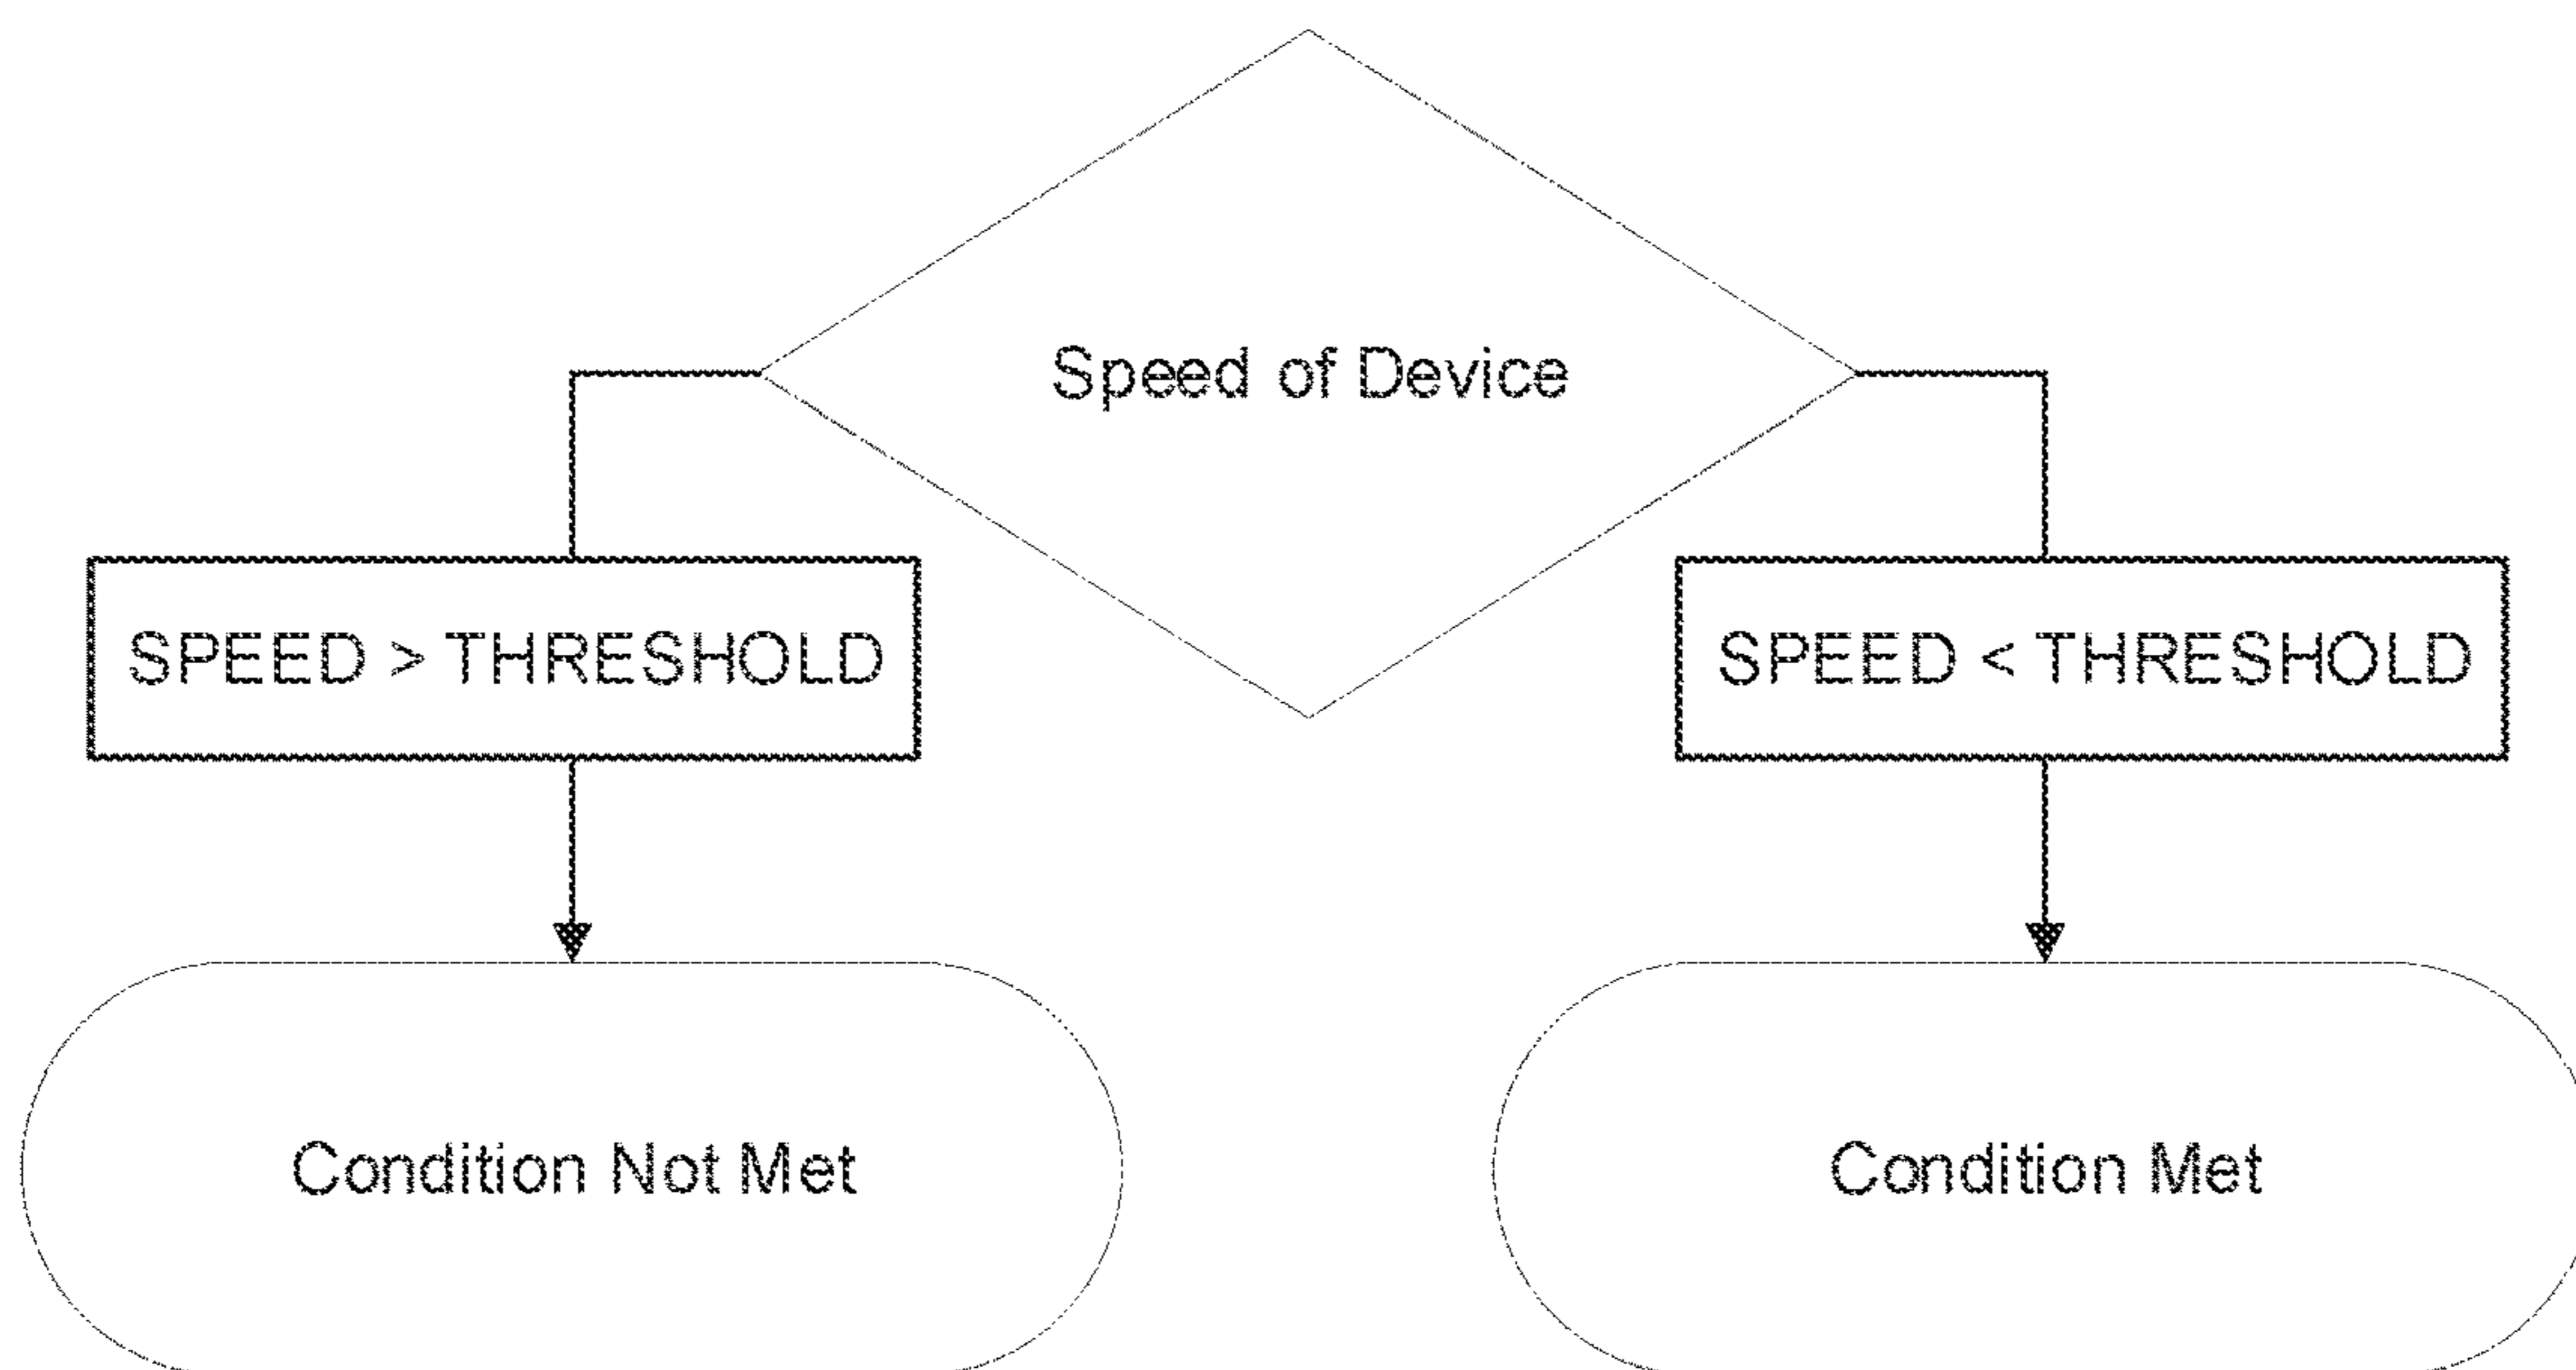 Speed of Device
SPEED > THRESHOLD
SPEED < THRESHOLD
Condition Not Met
Condition Met